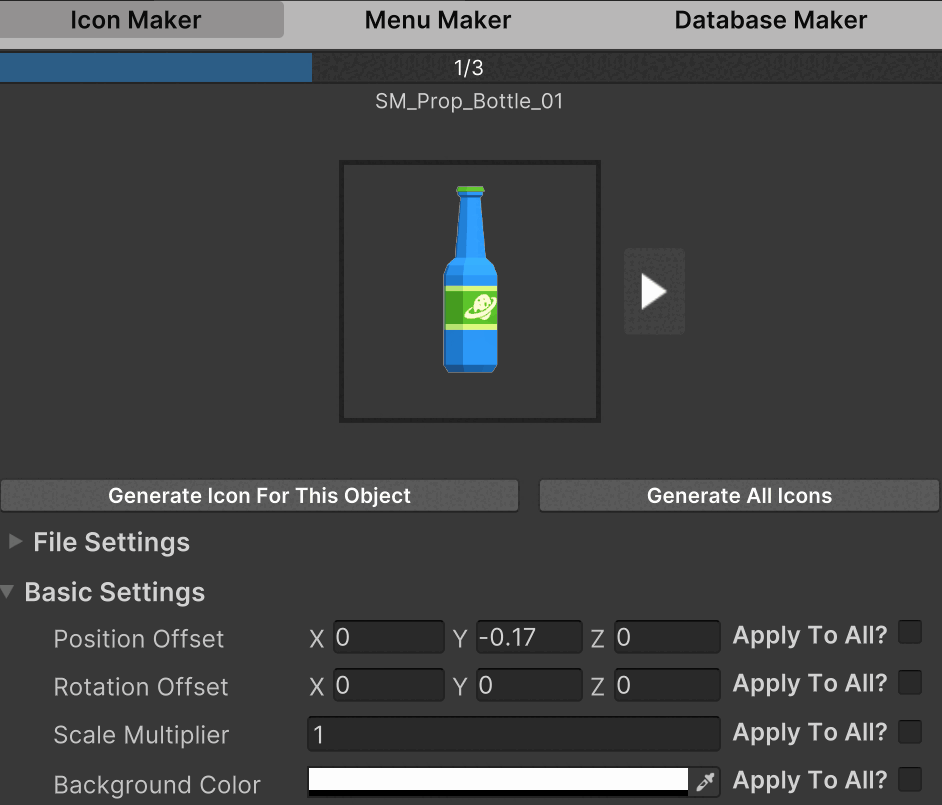 Icon Maker Menu Maker Database Maker
1/3
SM_Prop_Bottle_01
Generate Icon For This Object Generate All Icons
File Settings
Basic Settings
Position Offset X 0 Y -0.17 Z 0 Apply To All?
Rotation Offset X 0 Y 0 Z 0 Apply To All?
Scale Multiplier 1 Apply To All?
Background Color Apply To All?